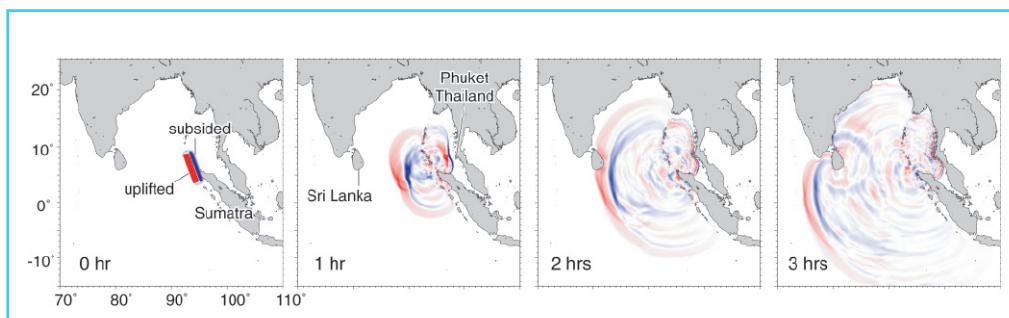 20°
10°
0°
-10°
70°
80°
90°
100°
110°
subsided
uplifted
Sumatra
0 hr
Phuket
Thailand
Sri Lanka
1 hr
2 hrs
3 hrs